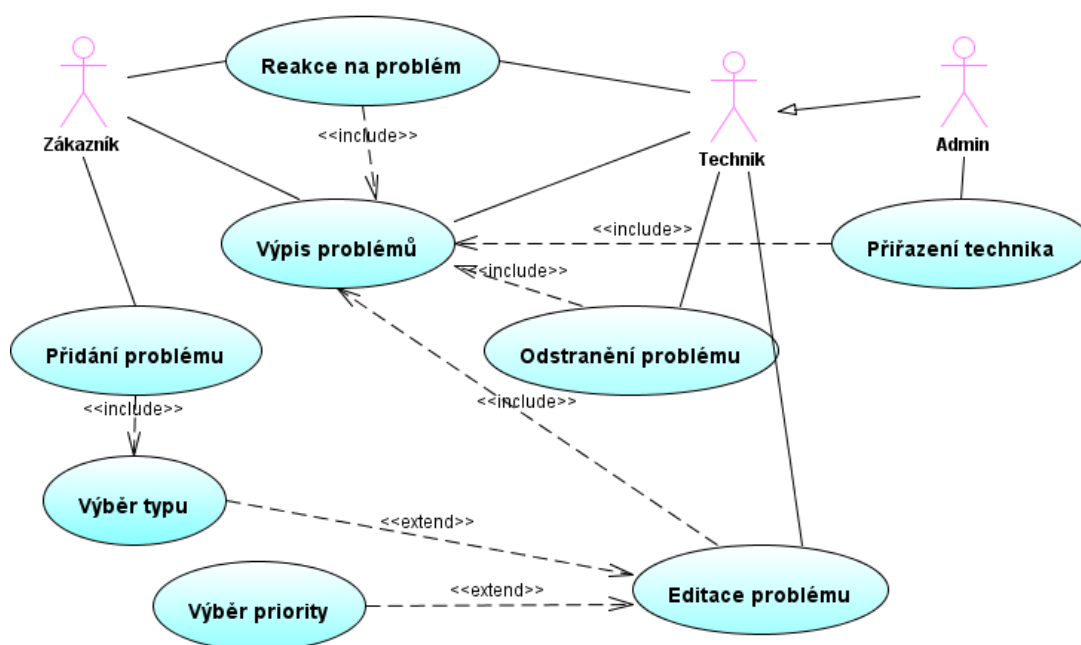 Reakce na problém
<<include>>
Zákazník
Technik
Admin
Výpis problémů
<<include>>
Přiřazení technika
<<include>>
Přidání problému
Odstranění problému
<<include>>
<<include>>
Výběr typu
<<extend>>
Výběr priority
<<extend>>
Editace problému